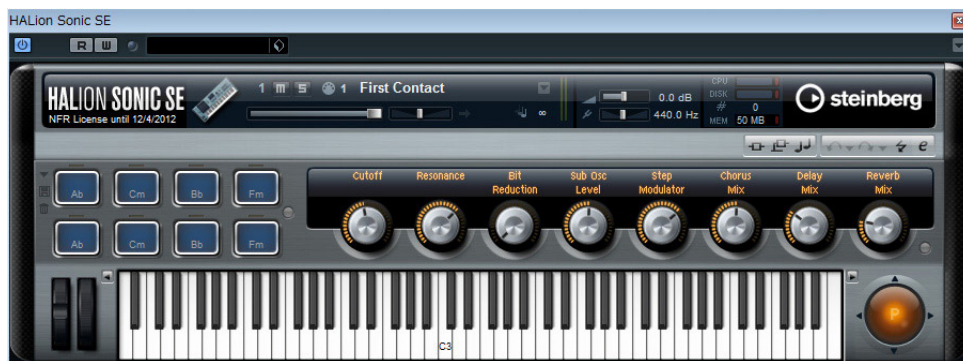 HALion Sonic SE
R W
HALION SONIC SE
NFR License until 12/4/2012
1 m s 1 First Contact
0.0 dB
440.0 Hz
CPU
DISK
# 0
MEM 50 MB
steinberg
e
Ab Cm Bb Fm
Ab Cm Bb Fm
Cutoff Resonance Bit Reduction Sub Osc Level Step Modulator Chorus Mix Delay Mix Reverb Mix
C3
P